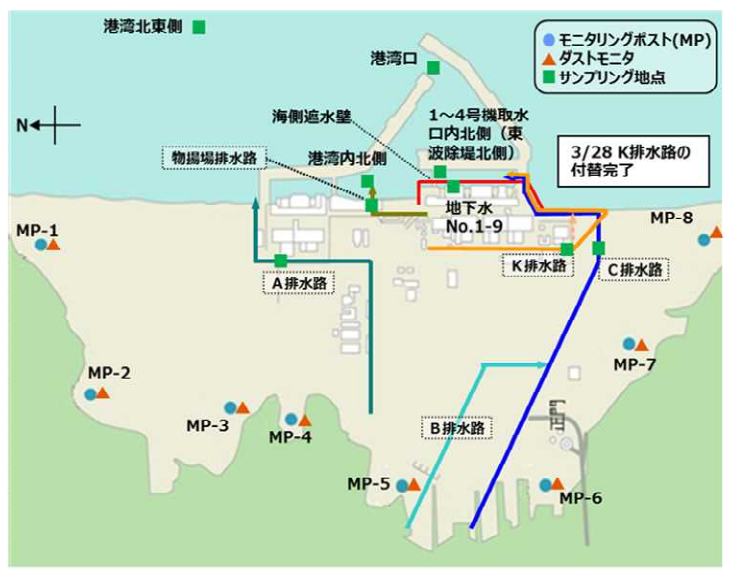 港湾北東側
港湾口
モニタリングポスト(MP)
ダストモニタ
サンプリング地点
N
海側遮水壁
1～4号機取水
口内北側（東
波除堤北側）
物揚場排水路
港湾内北側
3/28 K排水路の
付替完了
地下水
No.1-9
MP-1
MP-8
A排水路
K排水路
C排水路
MP-2
MP-7
MP-3
MP-4
B排水路
正門
MP-5
MP-6